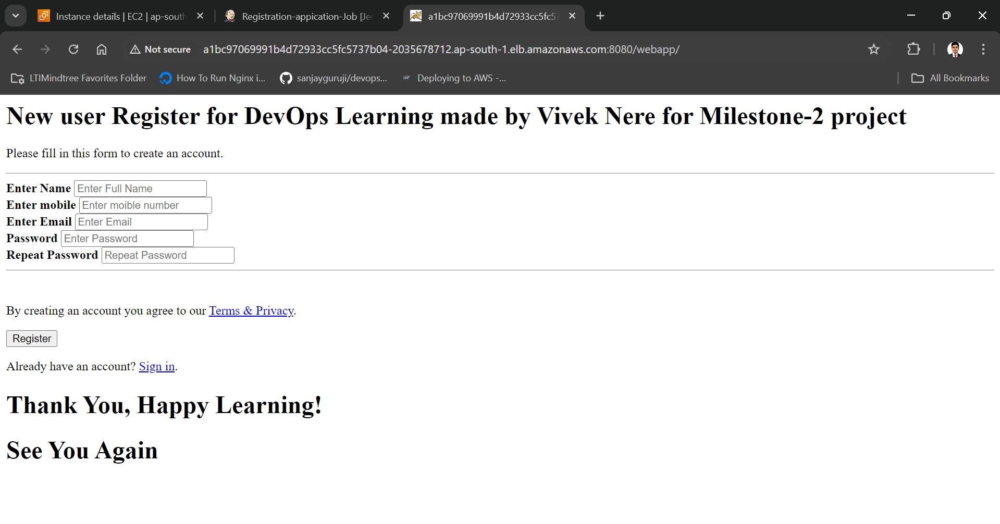 Instance details | EC2 | ap-south
Registration-appication-Job [Je
a1bc97069991b4d72933cc5fc57
Not secure a1bc97069991b4d72933cc5fc5737b04-2035678712.ap-south-1.elb.amazonaws.com:8080/webapp/
LTIMindtree Favorites Folder How To Run Nginx i... sanjayguruji/devops... Deploying to AWS -... All Bookmarks
New user Register for DevOps Learning made by Vivek Nere for Milestone-2 project
Please fill in this form to create an account.
Enter Name Enter Full Name
Enter mobile Enter moible number
Enter Email Enter Email
Password Enter Password
Repeat Password Repeat Password
By creating an account you agree to our Terms & Privacy.
Register
Already have an account? Sign in.
Thank You, Happy Learning!
See You Again